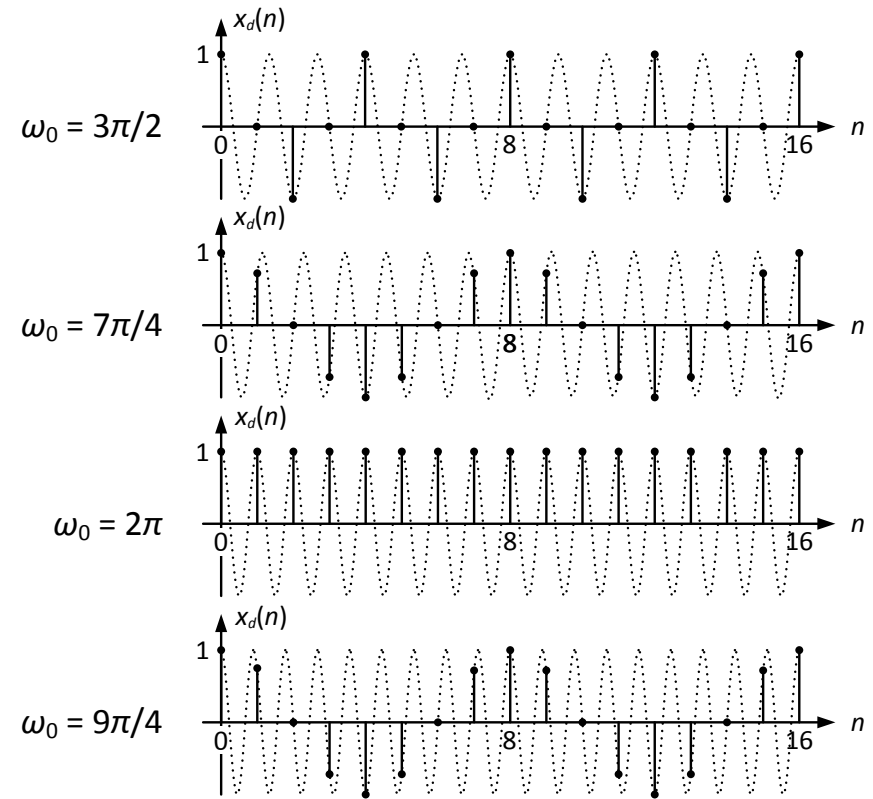 x_d(n)
1
ω₀ = 3π/2
0 8 16 n
x_d(n)
1
ω₀ = 7π/4
0 8 16 n
x_d(n)
1
ω₀ = 2π
0 8 16 n
x_d(n)
1
ω₀ = 9π/4
0 8 16 n